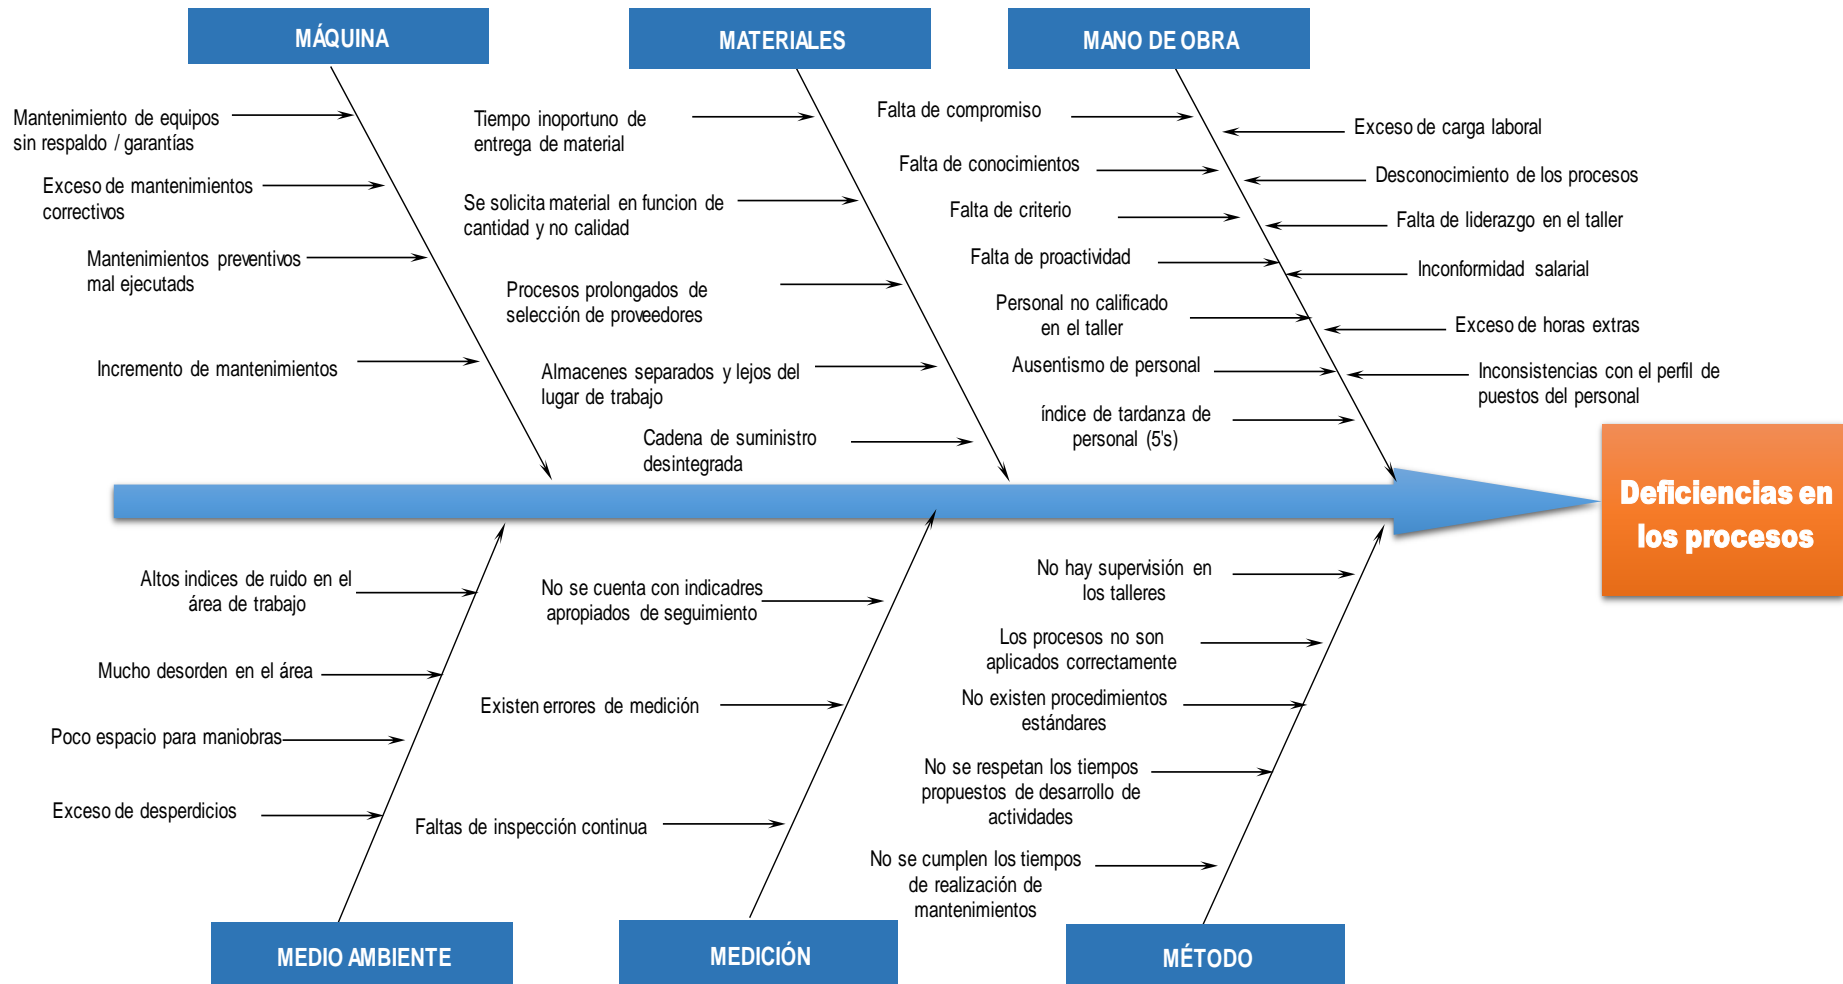 MÁQUINA
MATERIALES
MANO DE OBRA
Mantenimiento de equipos
sin respaldo / garantías
Exceso de mantenimientos
correctivos
Mantenimientos preventivos
mal ejecutads
Incremento de mantenimientos
Tiempo inoportuno de
entrega de material
Se solicita material en funcion de
cantidad y no calidad
Procesos prolongados de
selección de proveedores
Almacenes separados y lejos del
lugar de trabajo
Cadena de suministro
desintegrada
Falta de compromiso
Falta de conocimientos
Falta de criterio
Falta de proactividad
Personal no calificado
en el taller
Ausentismo de personal
índice de tardanza de
personal (5's)
Exceso de carga laboral
Desconocimiento de los procesos
Falta de liderazgo en el taller
Inconformidad salarial
Exceso de horas extras
Inconsistencias con el perfil de
puestos del personal
Deficiencias en
los procesos
Altos indices de ruido en el
área de trabajo
Mucho desorden en el área
Poco espacio para maniobras
Exceso de desperdicios
No se cuenta con indicadres
apropiados de seguimiento
Existen errores de medición
Faltas de inspección continua
No hay supervisión en
los talleres
Los procesos no son
aplicados correctamente
No existen procedimientos
estándares
No se respetan los tiempos
propuestos de desarrollo de
actividades
No se cumplen los tiempos
de realización de
mantenimientos
MEDIO AMBIENTE
MEDICIÓN
MÉTODO